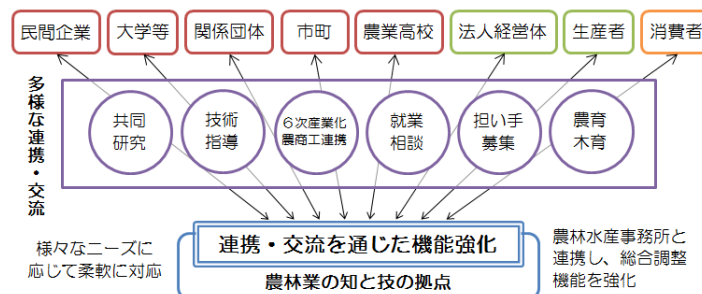 民間企業
大学等
関係団体
市町
農業高校
法人経営体
生産者
消費者
多様な連携・交流
共同
研究
技術
指導
6次産業化
農商工連携
就業
相談
担い手
募集
農育
木育
様々なニーズに
応じて柔軟に対応
連携・交流を通じた機能強化
農林業の知と技の拠点
農林水産事務所と
連携し、総合調整
機能を強化